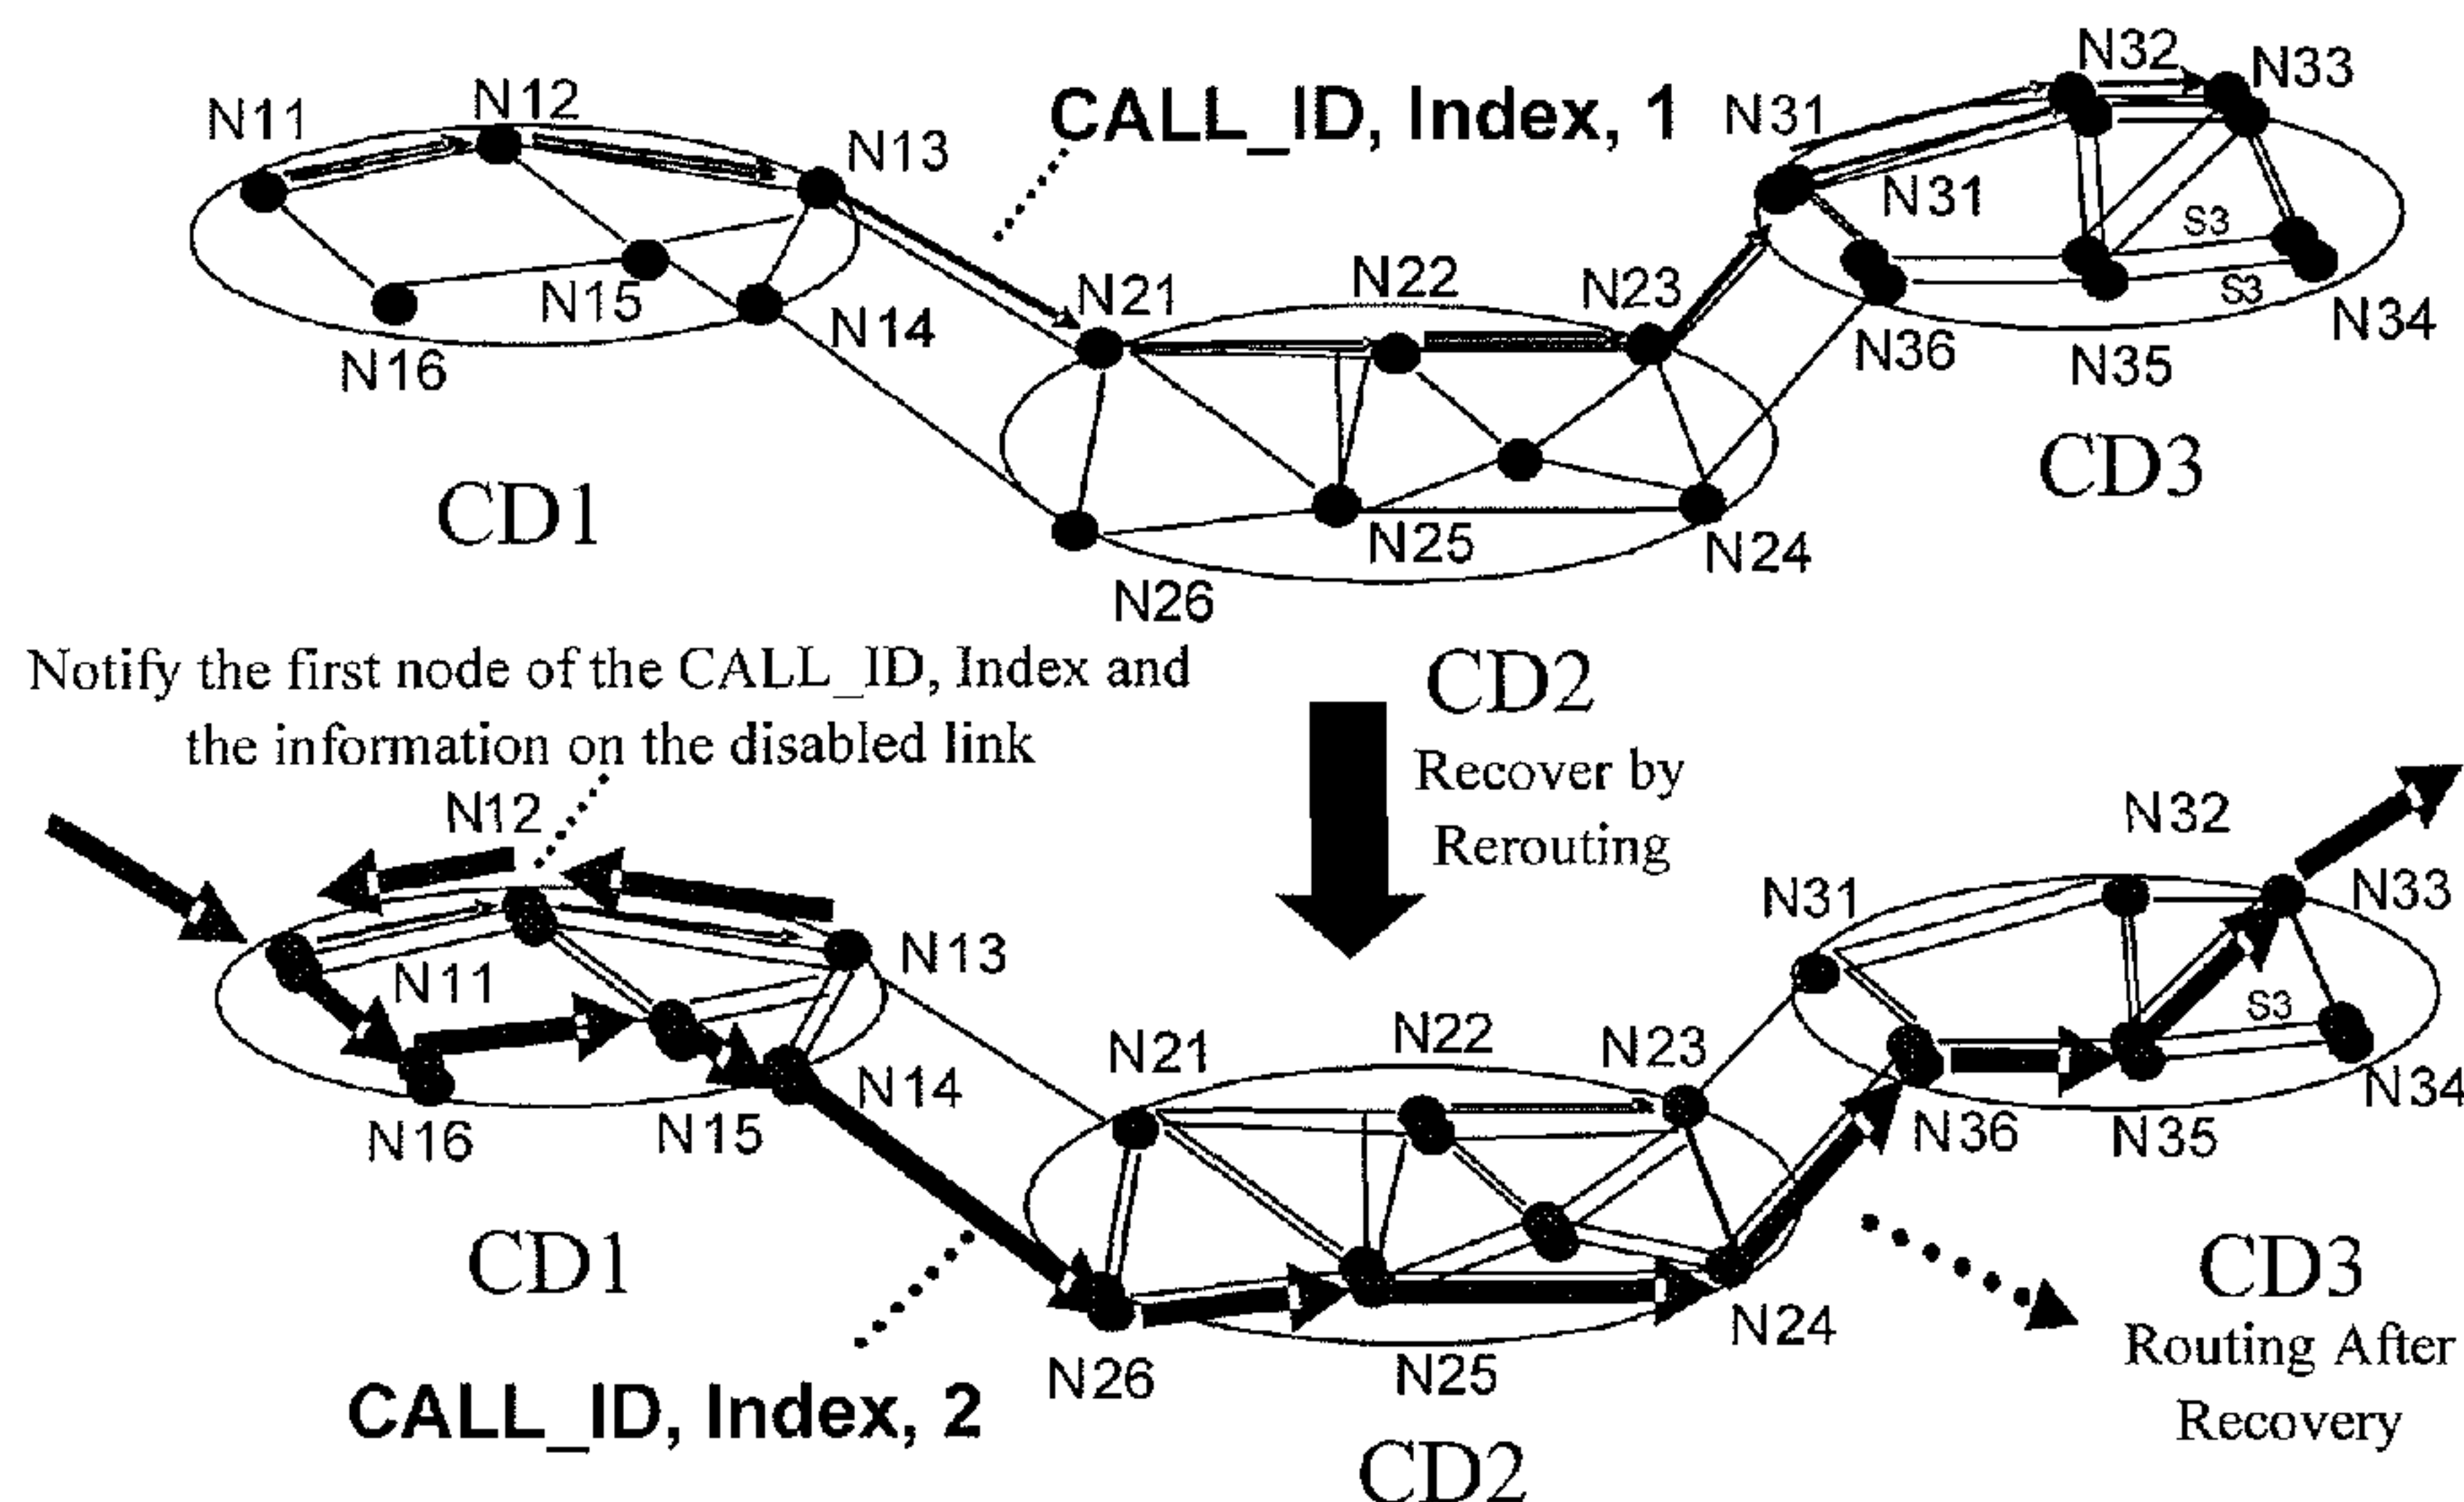 N32
N33
N12
N11
CALL_ID, Index, 1
N31
N13
N31
S3
N21
N22
N23
N15
N14
S3
N34
N16
N36
N35
CD1
CD3
N25
N24
N26
Notify the first node of the CALL_ID, Index and
the information on the disabled link
CD2
Recover by
Rerouting
N12
N32
N31
N33
N13
N11
S3
N21
N22
N23
N14
N34
N16
N15
N36
N35
CD1
CD3
N24
N26
N25
Routing After
Recovery
CALL_ID, Index, 2
CD2